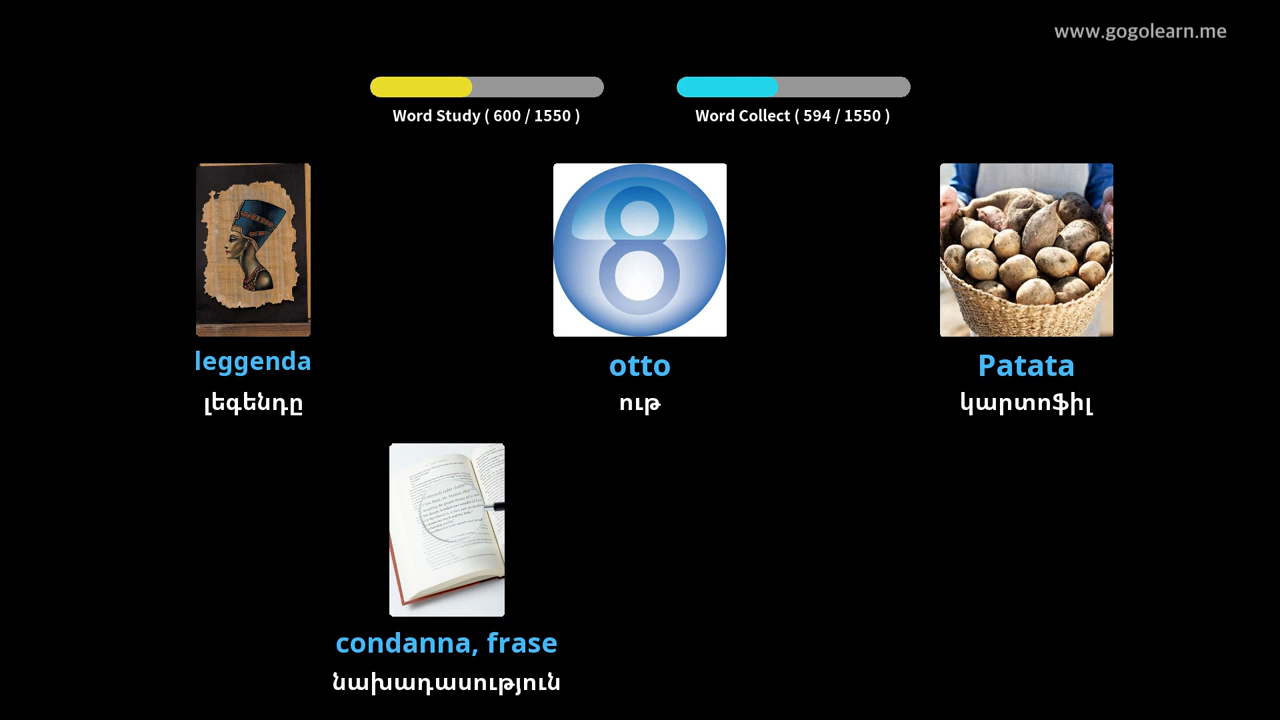 www.gogolearn.me
Word Study ( 600 / 1550 )
Word Collect ( 594 / 1550 )
leggenda
otto
Patata
լեգենդը
ութ
կարտոֆիլ
condanna, frase
նախադասություն